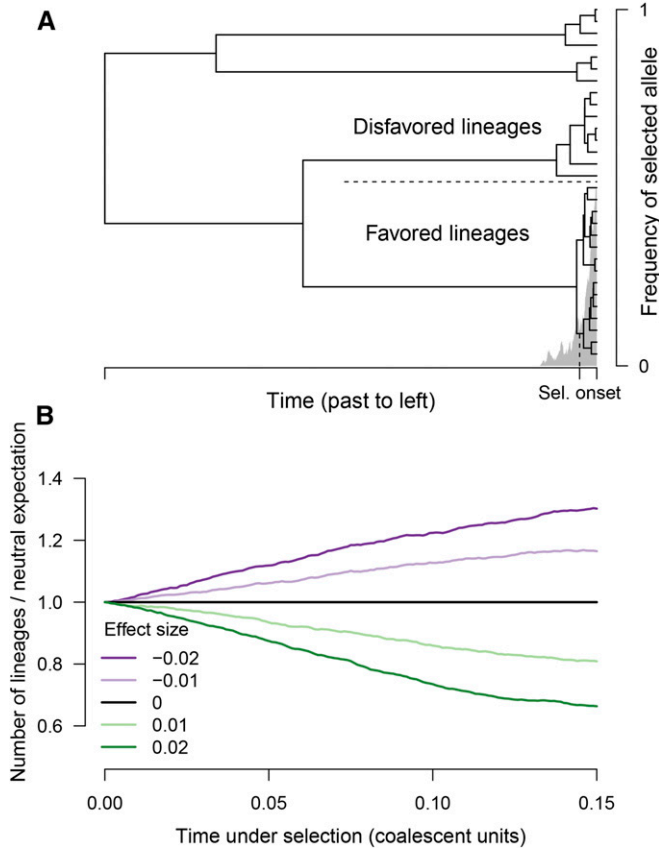 A
1
Disfavored lineages
Favored lineages
Frequency of selected allele
0
Time (past to left)
Sel. onset
B
Number of lineages / neutral expectation
1.4
1.2
1.0
0.8
0.6
Effect size
−0.02
−0.01
0
0.01
0.02
0.00
0.05
0.10
0.15
Time under selection (coalescent units)